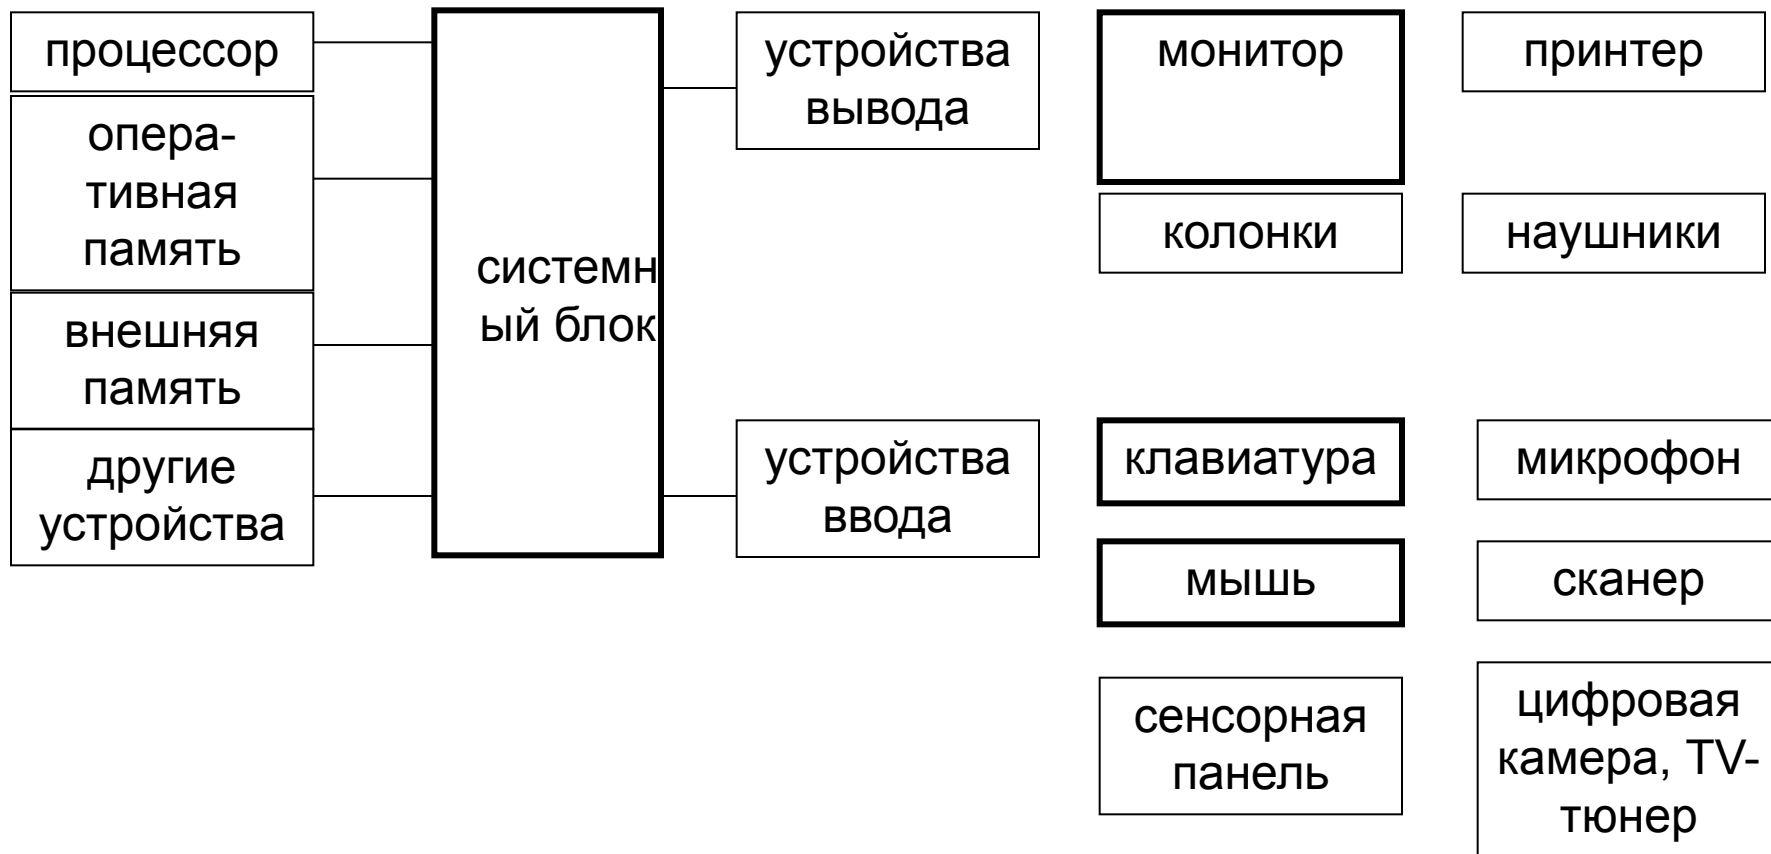 процессор
опера-
тивная
память
внешняя
память
другие
устройства
системн
ый блок
устройства
вывода
монитор
принтер
колонки
наушники
устройства
ввода
клавиатура
микрофон
мышь
сканер
сенсорная
панель
цифровая
камера, TV-
тюнер